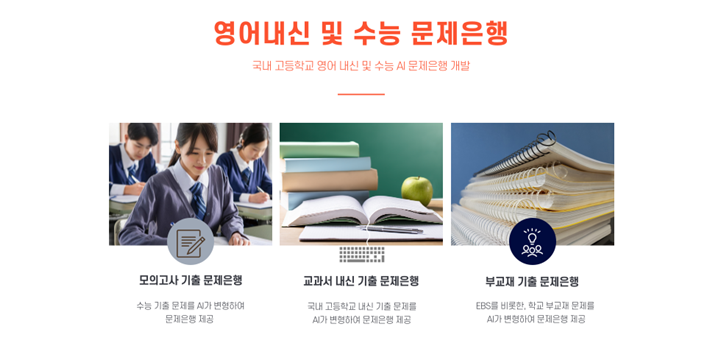 영어내신 및 수능 문제은행
국내 고등학교 영어 내신 및 수능 AI 문제은행 개발
모의고사 기출 문제은행
수능 기출 문제를 AI가 변형하여
문제은행 제공
교과서 내신 기출 문제은행
국내 고등학교 내신 기출 문제를
AI가 변형하여 문제은행 제공
부교재 기출 문제은행
EBS를 비롯한, 학교 부교재 문제를
AI가 변형하여 문제은행 제공